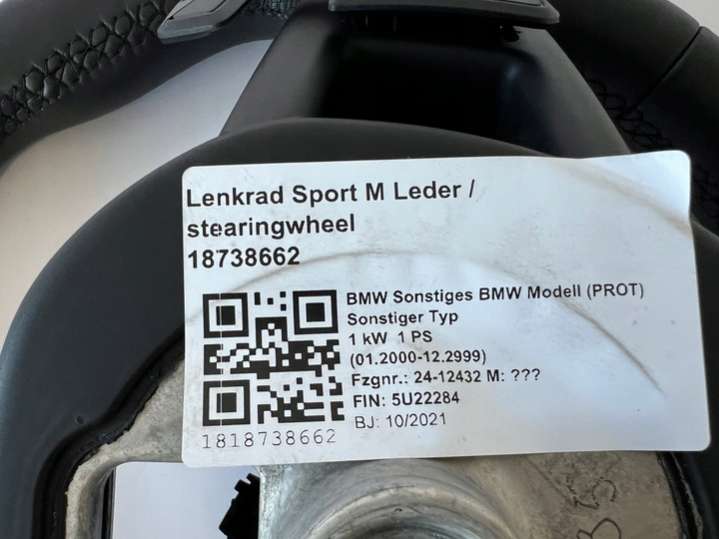 Lenkrad Sport M Leder /
stearingwheel
18738662
BMW Sonstiges BMW Modell (PROT)
Sonstiger Typ
1 kW 1 PS
(01.2000-12.2999)
Fzgnr.: 24-12432 M: ???
FIN: 5U22284
BJ: 10/2021
1818738662